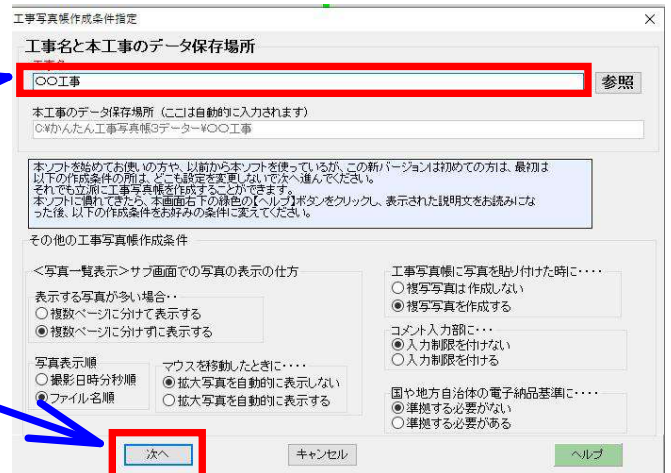 工事写真帳作成条件指定
工事名と本工事のデータ保存場所
〇〇工事
参照
本工事のデータ保存場所（ここは自動的に入力されます）
C:¥かんたん工事写真帳3データー¥〇〇工事
本ソフトを始めてお使いの方や、以前から本ソフトを使っているが、この新バージョンは初めての方は、最初は
以下の作成条件の所は、どこも設定を変更しないで次へ進んでください。
それでも立派に工事写真帳を作成することができます。
本ソフトに慣れてきたら、本画面右下の緑色の【ヘルプ】ボタンをクリックし、表示された説明文をお読みにな
った後、以下の作成条件をお好みの条件に変えてください。
その他の工事写真帳作成条件
＜写真一覧表示＞サブ画面での写真の表示の仕方
表示する写真が多い場合・・
複数ページに分けて表示する
複数ページに分けずに表示する
写真表示順
撮影日時分秒順
ファイル名順
マウスを移動したときに・・・・
拡大写真を自動的に表示しない
拡大写真を自動的に表示する
工事写真帳に写真を貼り付けた時に・・・・
複写写真は作成しない
複写写真を作成する
コメント入力部に・・・
入力制限を付けない
入力制限を付ける
国や地方自治体の電子納品基準に・・・・
準拠する必要がない
準拠する必要がある
次へ
キャンセル
ヘルプ